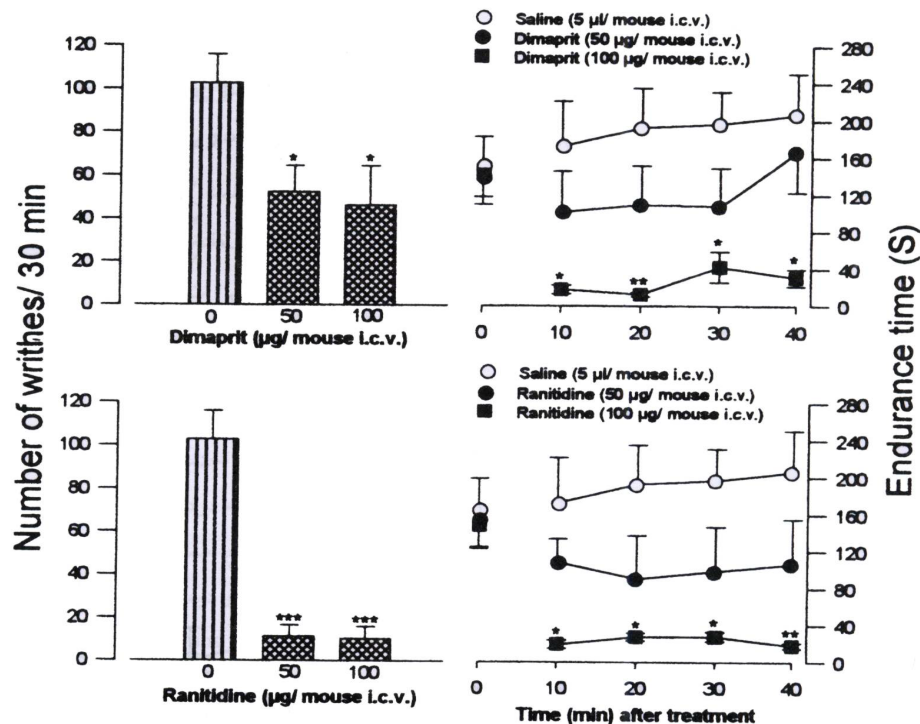 Number of writhes/ 30 min
120
100
80
60
40
20
0
*
*
0 50 100
Dimaprit (µg/ mouse i.c.v.)
Saline (5 µl/ mouse i.c.v.)
Dimaprit (50 µg/ mouse i.c.v.)
Dimaprit (100 µg/ mouse i.c.v.)
280
240
200
160
120
80
40
0
*
**
*
*
0 10 20 30 40
120
100
80
60
40
20
0
***
***
0 50 100
Ranitidine (µg/ mouse i.c.v.)
Saline (5 µl/ mouse i.c.v.)
Ranitidine (50 µg/ mouse i.c.v.)
Ranitidine (100 µg/ mouse i.c.v.)
280
240
200
160
120
80
40
0
*
*
*
**
0 10 20 30 40
Time (min) after treatment
Endurance time (S)